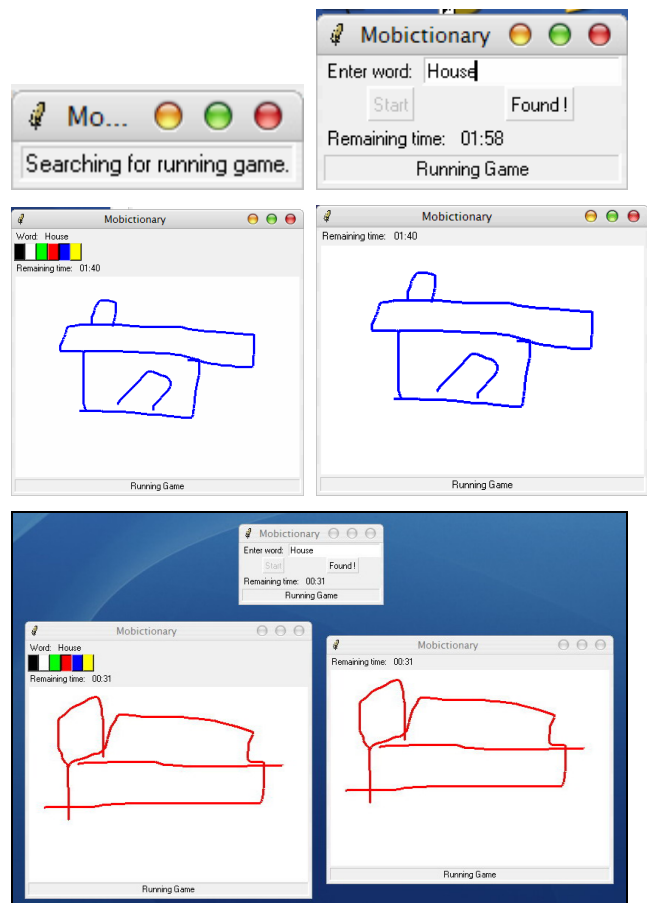 Mo...
Searching for running game.
Mobictionary
Enter word: House
Start Found !
Remaining time: 01:58
Running Game
Mobictionary
Word: House
Remaining time: 01:40
Running Game
Mobictionary
Remaining time: 01:40
Running Game
Mobictionary
Enter word: House
Start Found !
Remaining time: 00:31
Running Game
Mobictionary
Word: House
Remaining time: 00:31
Running Game
Mobictionary
Remaining time: 00:31
Running Game